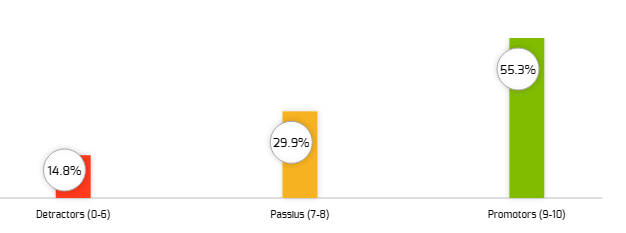 55.3%
29.9%
14.8%
Detractors (0-6) Passius (7-8) Promotors (9-10)